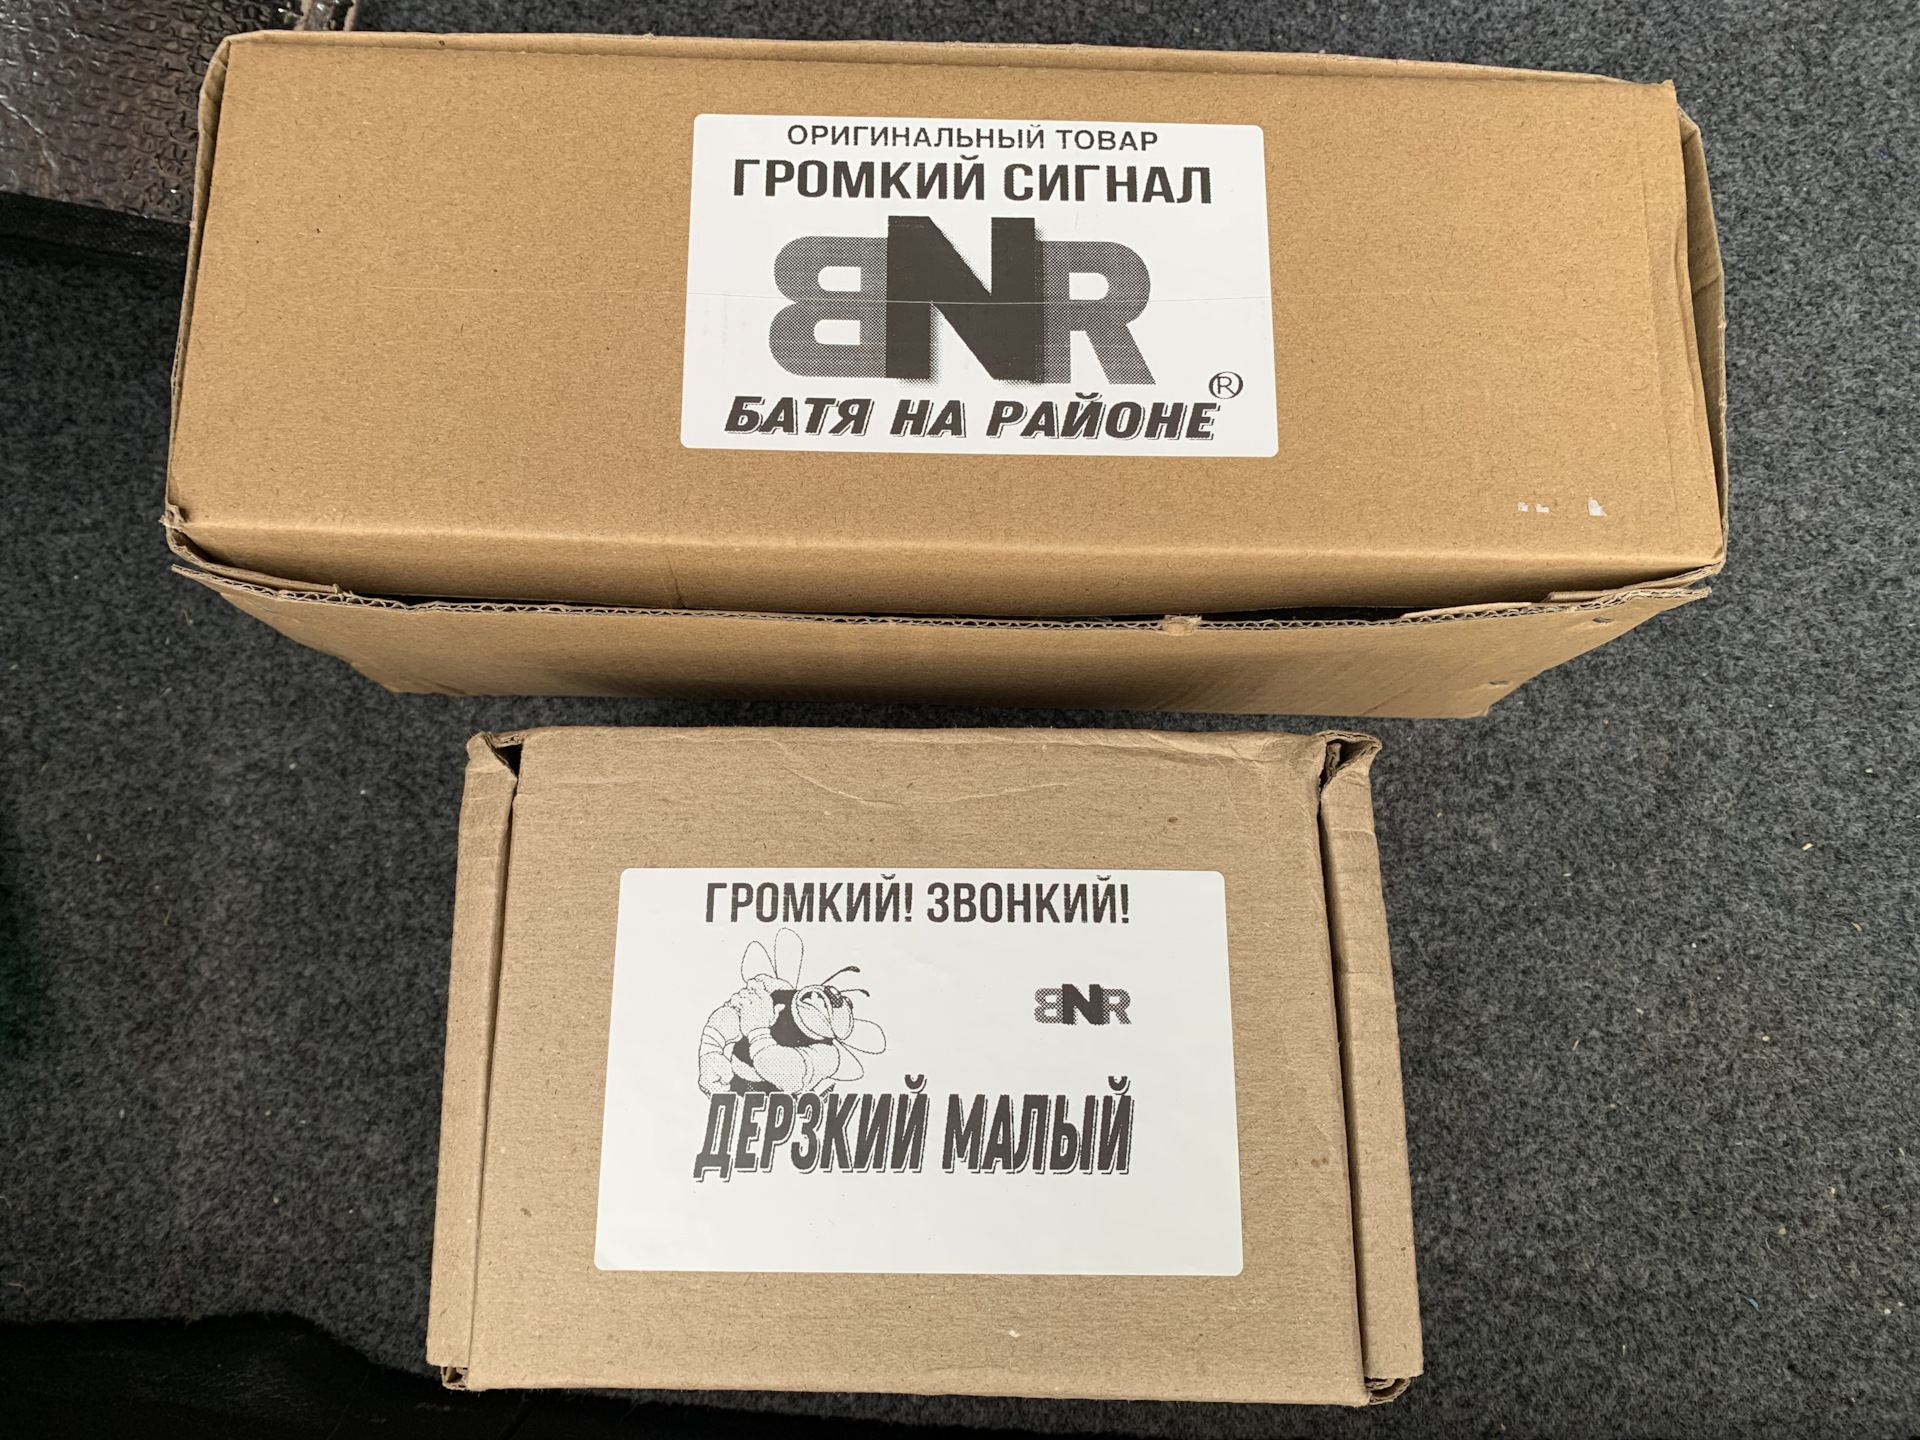 ОРИГИНАЛЬНЫЙ ТОВАР
ГРОМКИЙ СИГНАЛ
BNR
БАТЯ НА РАЙОНЕ ®
ГРОМКИЙ! ЗВОНКИЙ!
BNR
ДЕРЗКИЙ МАЛЫЙ